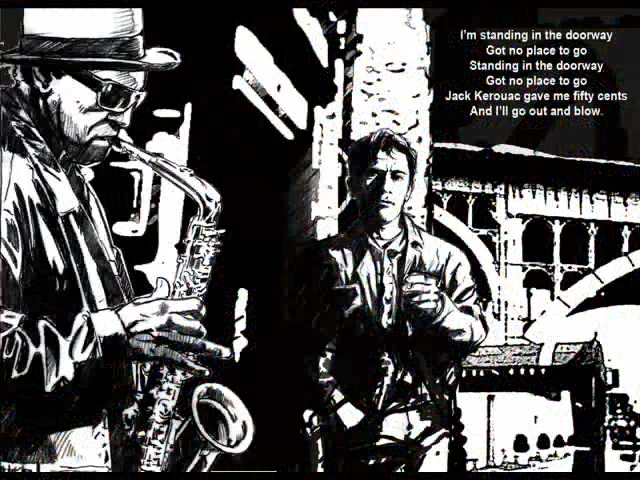 I'm standing in the doorway
Got no place to go
Standing in the doorway
Got no place to go
Jack Kerouac gave me fifty cents
And I'll go out and blow.